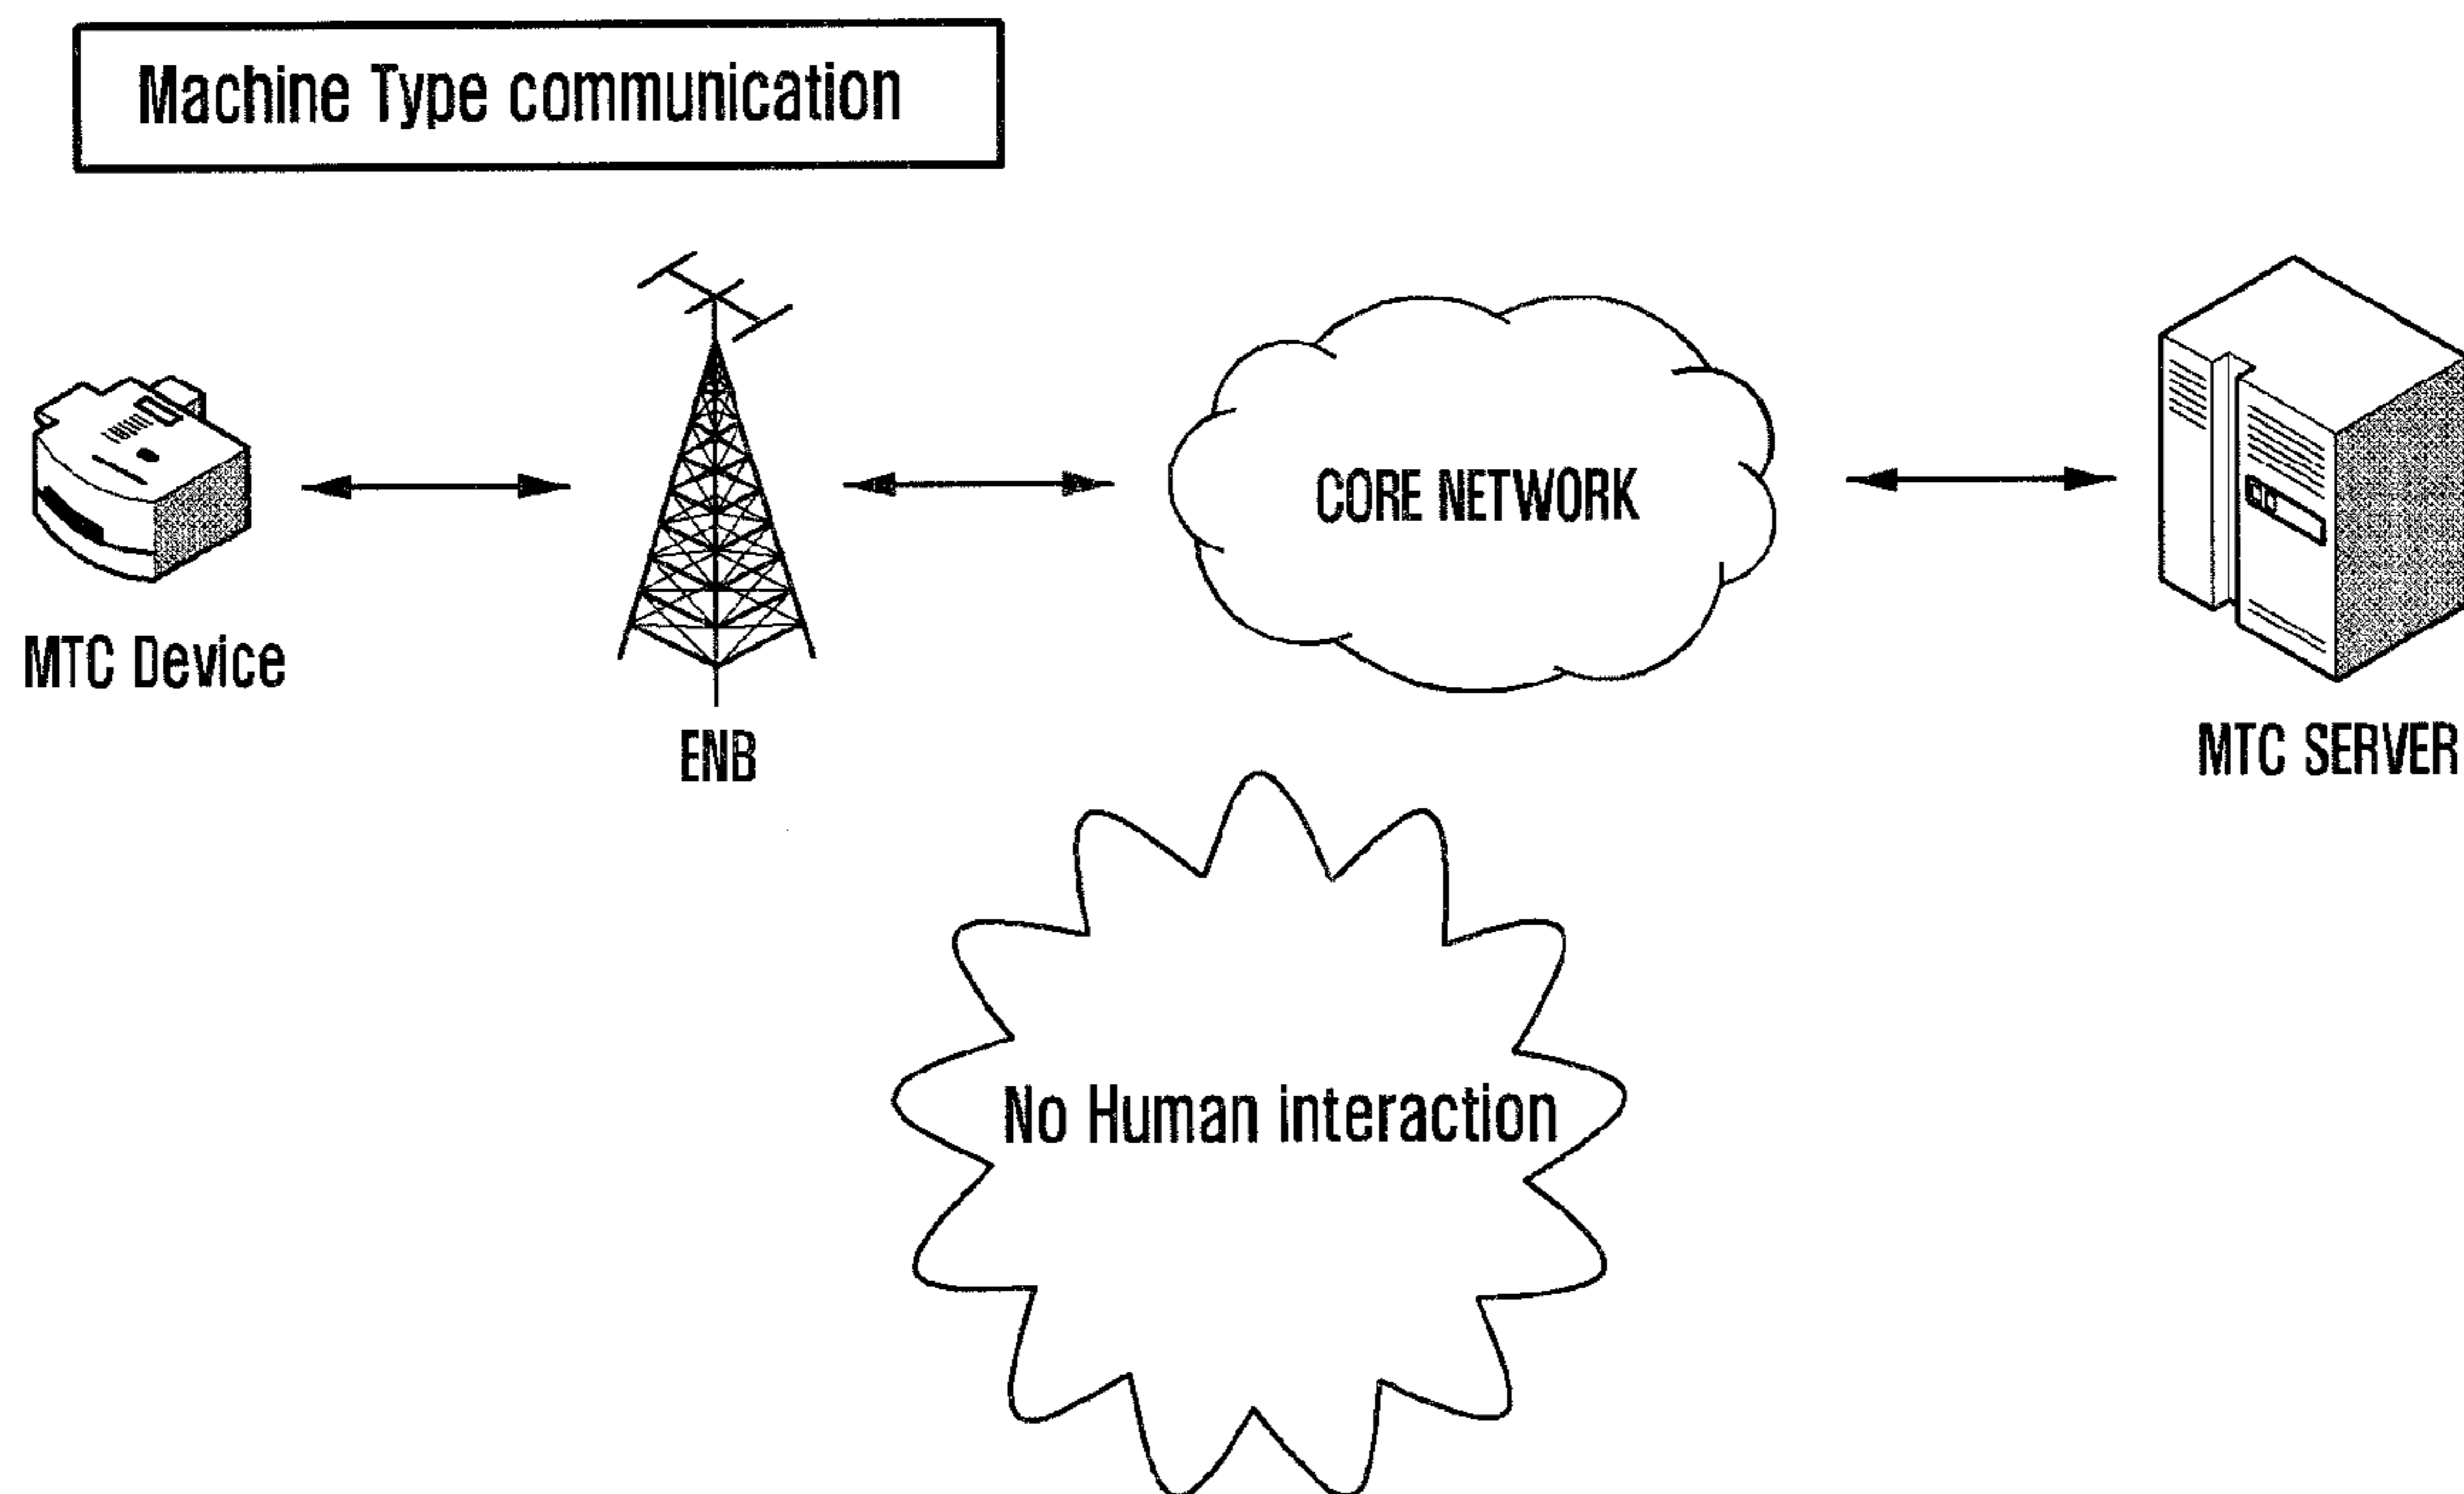 Machine Type communication
CORE NETWORK
MTC Device
ENB
MTC SERVER
No Human interaction